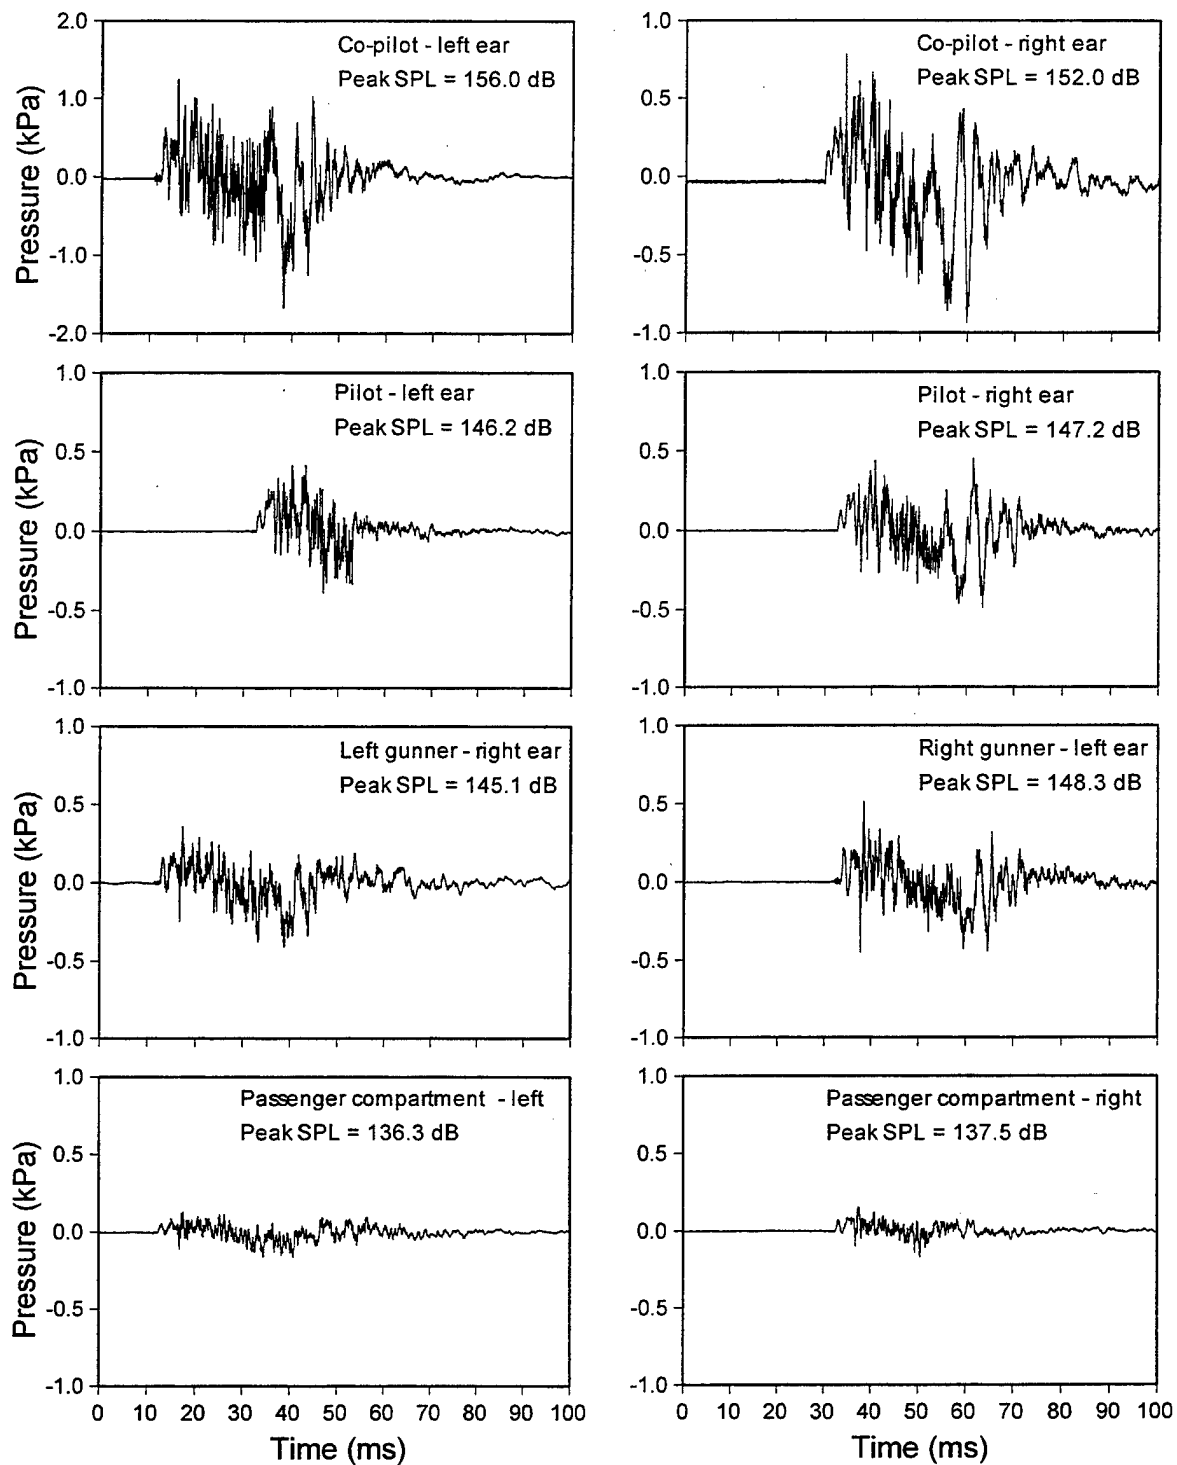 Co-pilot - left ear
Peak SPL = 156.0 dB
2.0
1.0
0.0
-1.0
-2.0
Pressure (kPa)
Co-pilot - right ear
Peak SPL = 152.0 dB
1.0
0.5
0.0
-0.5
-1.0
Pilot - left ear
Peak SPL = 146.2 dB
1.0
0.5
0.0
-0.5
-1.0
Pressure (kPa)
Pilot - right ear
Peak SPL = 147.2 dB
1.0
0.5
0.0
-0.5
-1.0
Left gunner - right ear
Peak SPL = 145.1 dB
1.0
0.5
0.0
-0.5
-1.0
Pressure (kPa)
Right gunner - left ear
Peak SPL = 148.3 dB
1.0
0.5
0.0
-0.5
-1.0
Passenger compartment - left
Peak SPL = 136.3 dB
1.0
0.5
0.0
-0.5
-1.0
Pressure (kPa)
0 10 20 30 40 50 60 70 80 90 100
Time (ms)
Passenger compartment - right
Peak SPL = 137.5 dB
1.0
0.5
0.0
-0.5
-1.0
0 10 20 30 40 50 60 70 80 90 100
Time (ms)